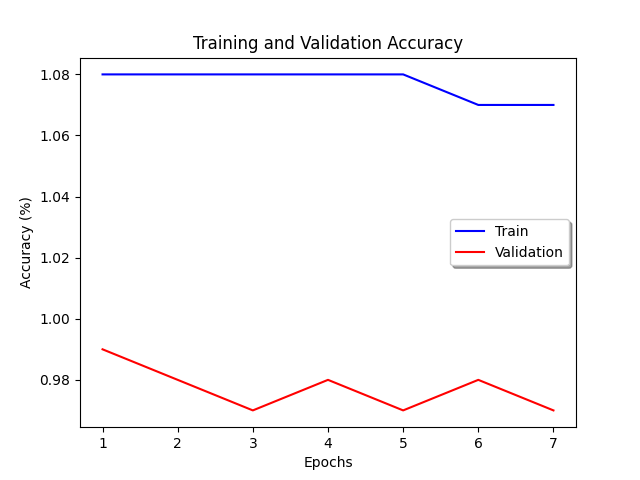 Training and Validation Accuracy
1.08
1.06
1.04
1.02
1.00
0.98
Accuracy (%)
Train
Validation
1 2 3 4 5 6 7
Epochs